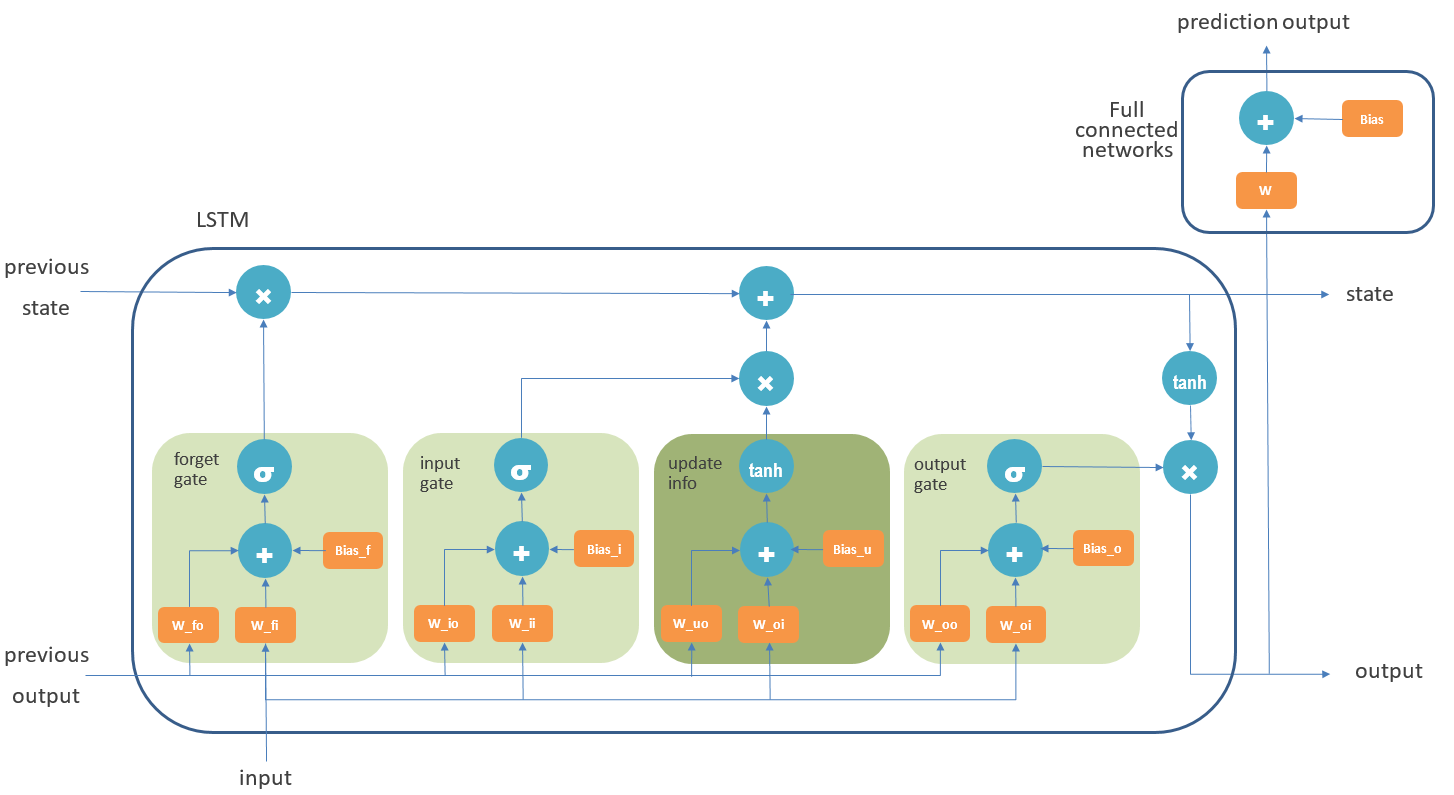 prediction output
Full
connected
networks
+
Bias
W
LSTM
previous
state
×
+
state
×
tanh
forget
gate
σ
input
gate
σ
update
info
tanh
output
gate
σ
×
+
Bias_f
+
Bias_i
+
Bias_u
+
Bias_o
W_fo
W_fi
W_io
W_ii
W_uo
W_oi
W_oo
W_oi
previous
output
output
input